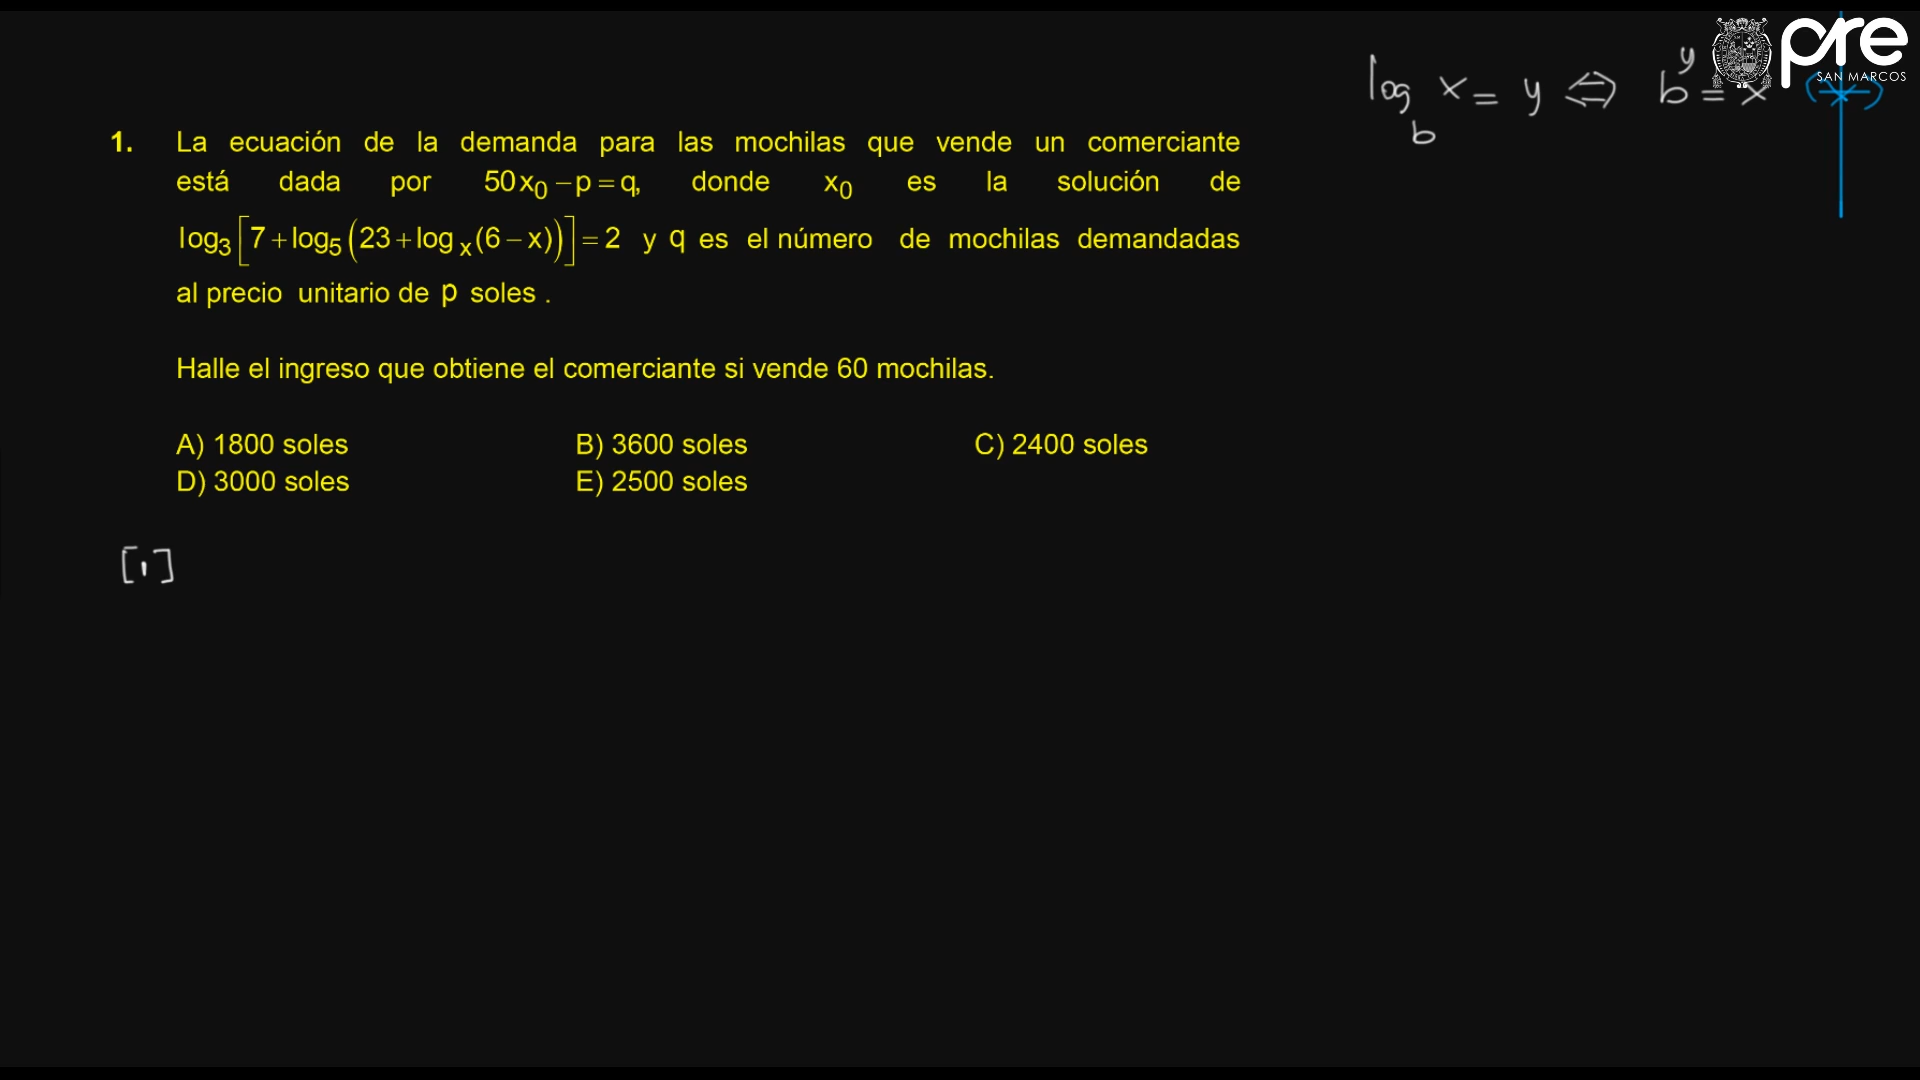 pre
SAN MARCOS
log_b x = y ⇔ b^y = x
1. La ecuación de la demanda para las mochilas que vende un comerciante
está dada por 50x₀ – p = q, donde x₀ es la solución de
log₃[7 + log₅(23 + logₓ(6 – x))] = 2 y q es el número de mochilas demandadas
al precio unitario de p soles .
Halle el ingreso que obtiene el comerciante si vende 60 mochilas.
A) 1800 soles B) 3600 soles C) 2400 soles
D) 3000 soles E) 2500 soles
[1]